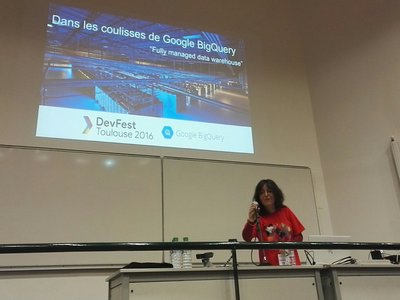 Dans les coulisses de Google BigQuery
"Fully managed data warehouse"
DevFest
Toulouse 2016
Google BigQuery